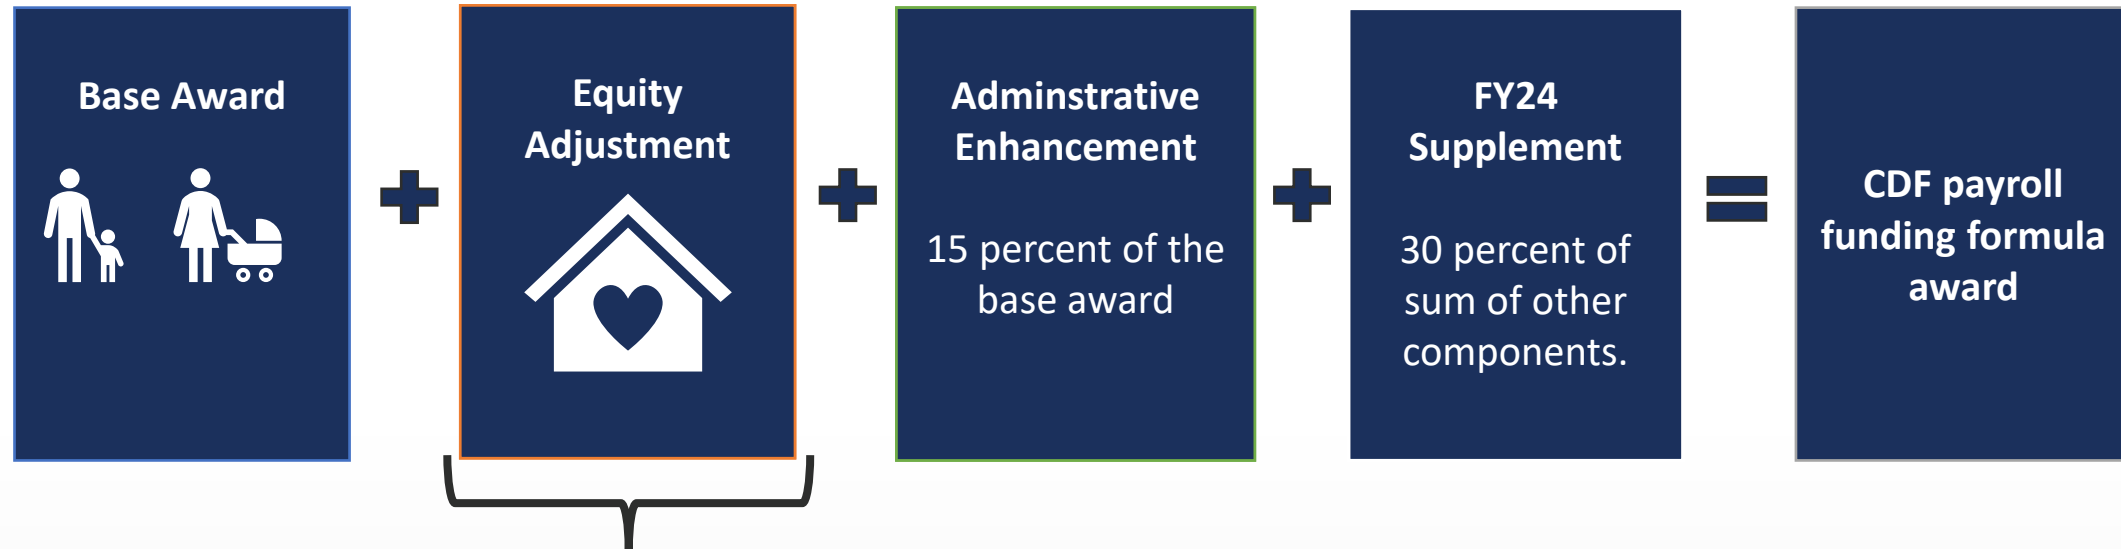 Base Award
Equity
Adjustment
Adminstrative
Enhancement
15 percent of the
base award
FY24
Supplement
30 percent of
sum of other
components.
CDF payroll
funding formula
award